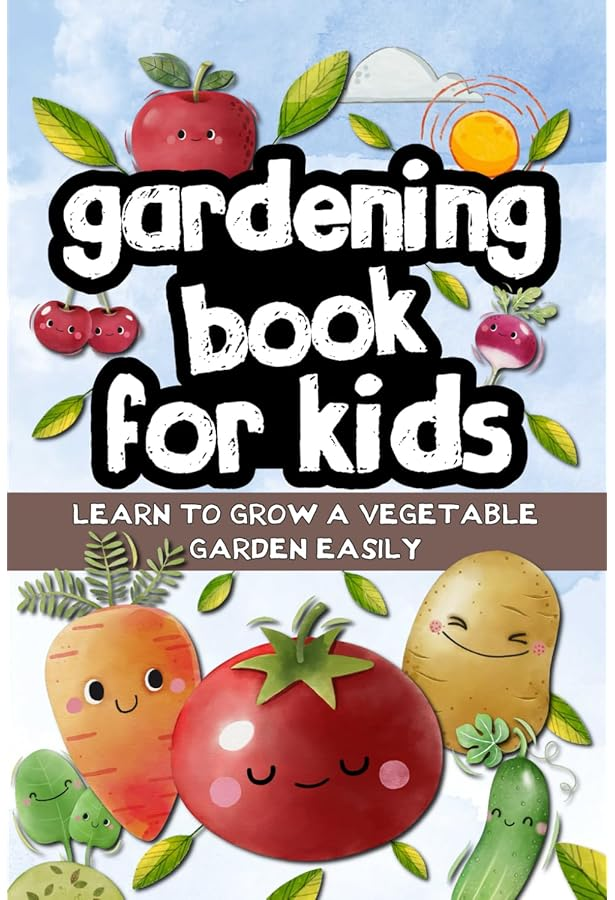 gardening
book
for kids
LEARN TO GROW A VEGETABLE
GARDEN EASILY